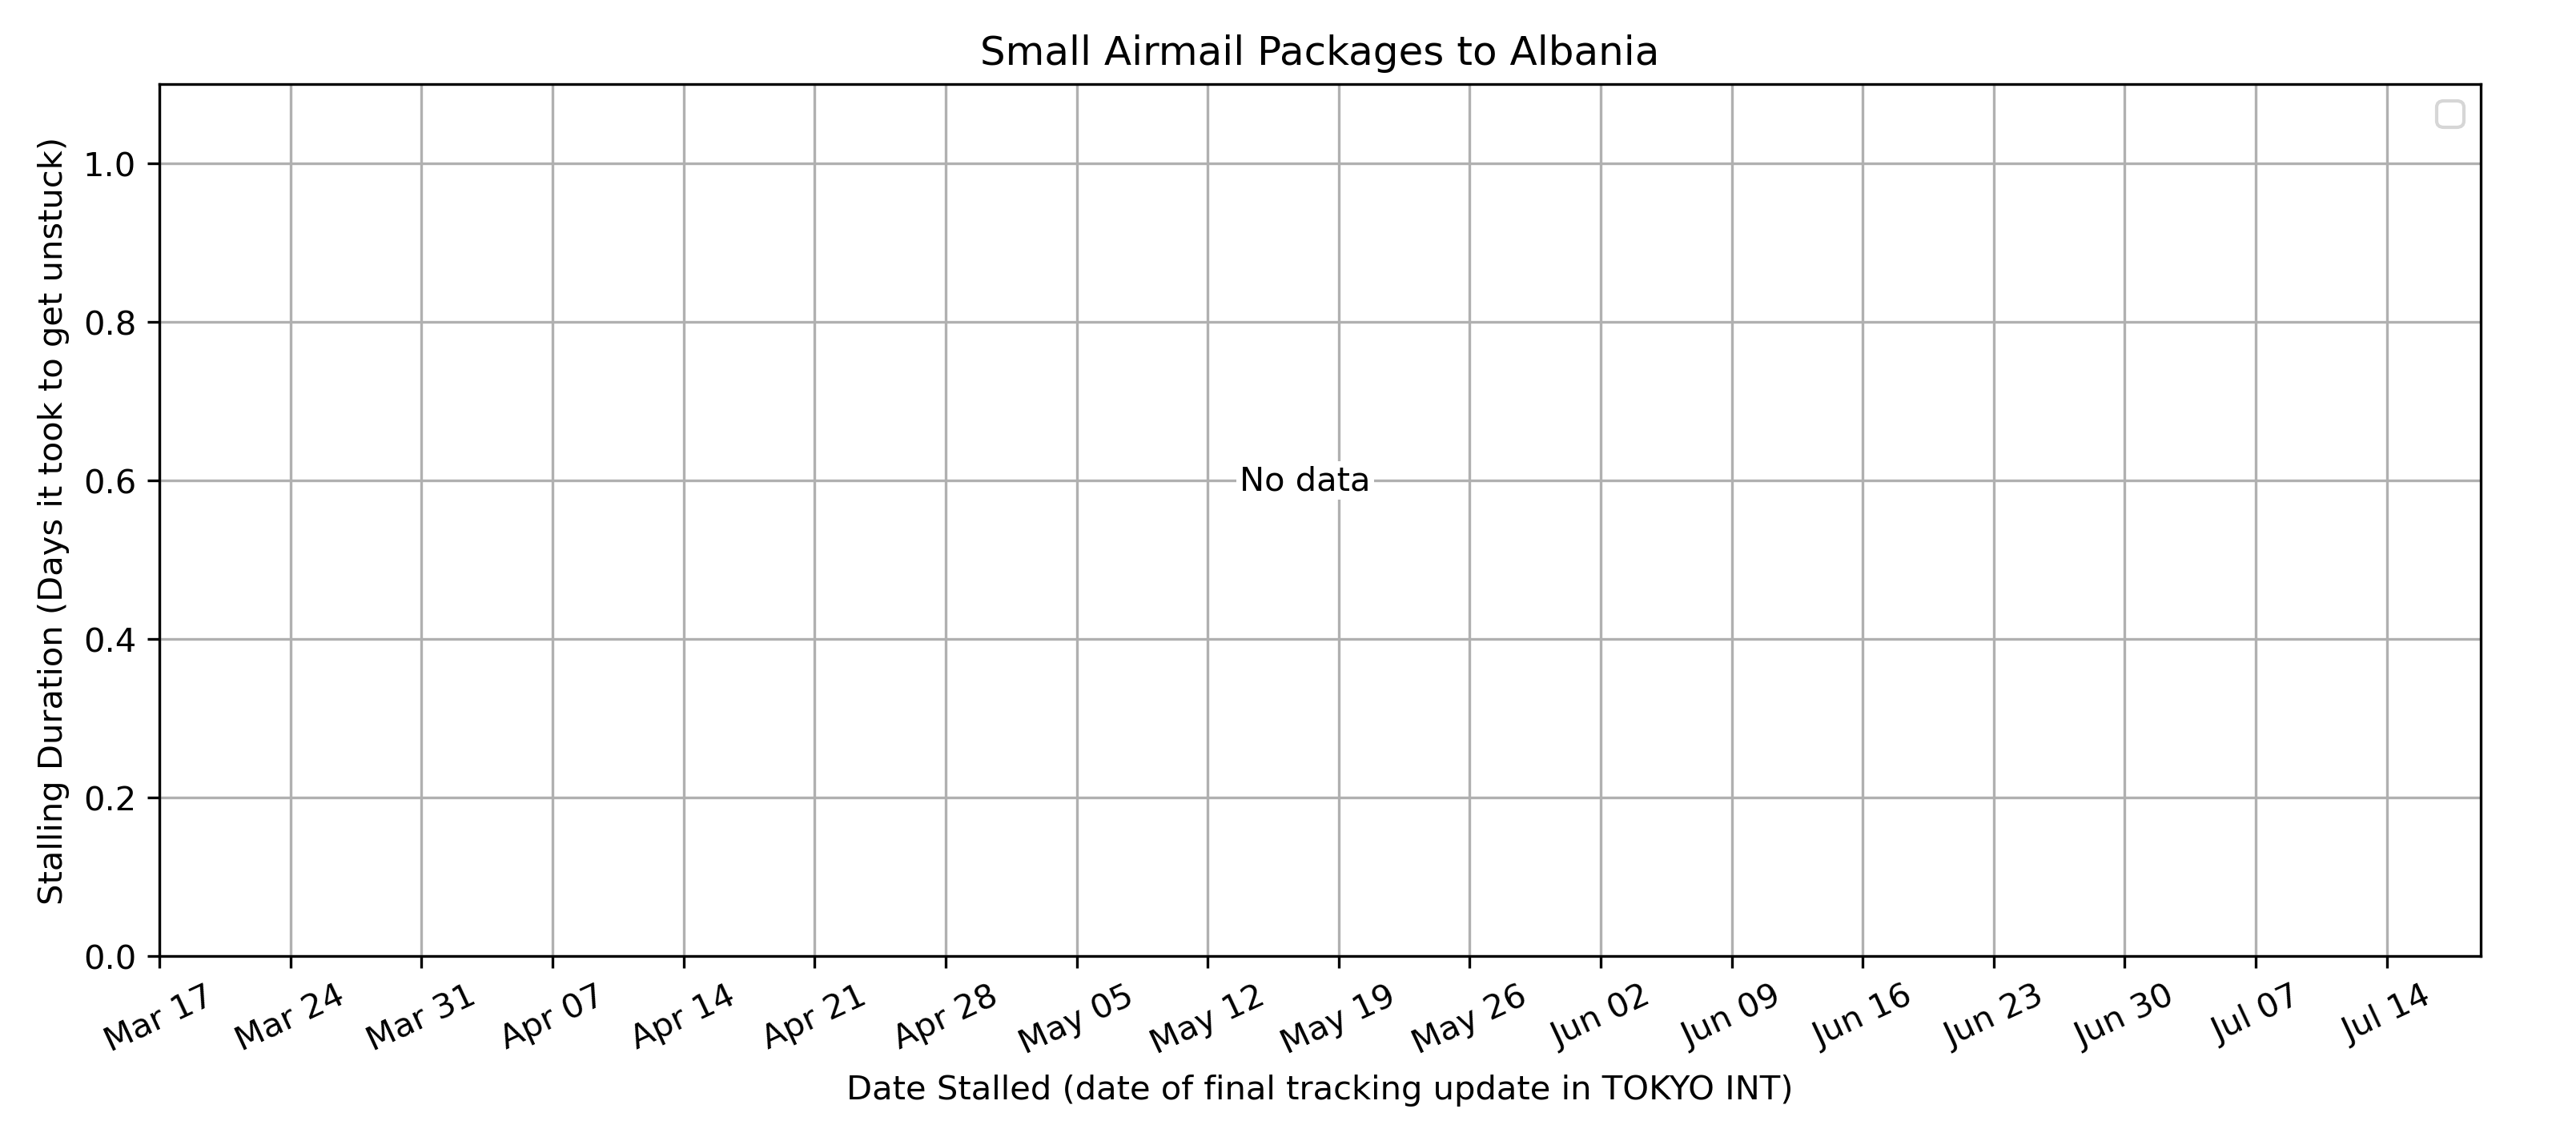 Small Airmail Packages to Albania
Stalling Duration (Days it took to get unstuck)
1.0
0.8
0.6
0.4
0.2
0.0
No data
Mar 17
Mar 24
Mar 31
Apr 07
Apr 14
Apr 21
Apr 28
May 05
May 12
May 19
May 26
Jun 02
Jun 09
Jun 16
Jun 23
Jun 30
Jul 07
Jul 14
Date Stalled (date of final tracking update in TOKYO INT)